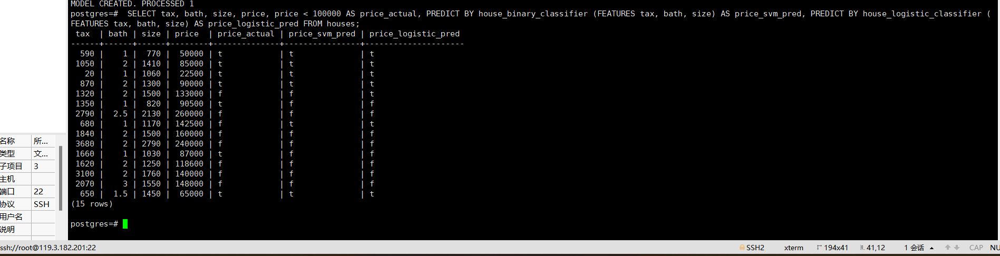 MODEL CREATED. PROCESSED 1
postgres=#  SELECT tax, bath, size, price, price < 100000 AS price_actual, PREDICT BY house_binary_classifier (FEATURES tax, bath, size) AS price_svm_pred, PREDICT BY house_logistic_classifier (
FEATURES tax, bath, size) AS price_logistic_pred FROM houses;
 tax  | bath | size | price  | price_actual | price_svm_pred | price_logistic_pred
------+------+------+--------+--------------+----------------+---------------------
  590 |    1 |  770 |  50000 | t            | t              | t
 1050 |    2 | 1410 |  85000 | t            | t              | t
   20 |    1 | 1060 |  22500 | t            | t              | t
  870 |    2 | 1300 |  90000 | t            | t              | t
 1320 |    2 | 1500 | 133000 | f            | f              | t
 1350 |    1 |  820 |  90500 | t            | f              | f
 2790 |  2.5 | 2130 | 260000 | f            | f              | f
  680 |    1 | 1170 | 142500 | f            | t              | t
 1840 |    2 | 1500 | 160000 | f            | f              | f
 3680 |    2 | 2790 | 240000 | f            | f              | f
 1660 |    1 | 1030 |  87000 | t            | f              | f
 1620 |    2 | 1250 | 118600 | f            | f              | f
 3100 |    2 | 1760 | 140000 | f            | f              | f
 2070 |    3 | 1550 | 148000 | f            | f              | f
  650 |  1.5 | 1450 |  65000 | t            | t              | t
(15 rows)
postgres=#
名称 所...
类型 文...
子项目 3
主机
端口 22
协议 SSH
用户名
说明
ssh://root@119.3.182.201:22 SSH2 xterm 194x41 41,12 1 会话 CAP NU